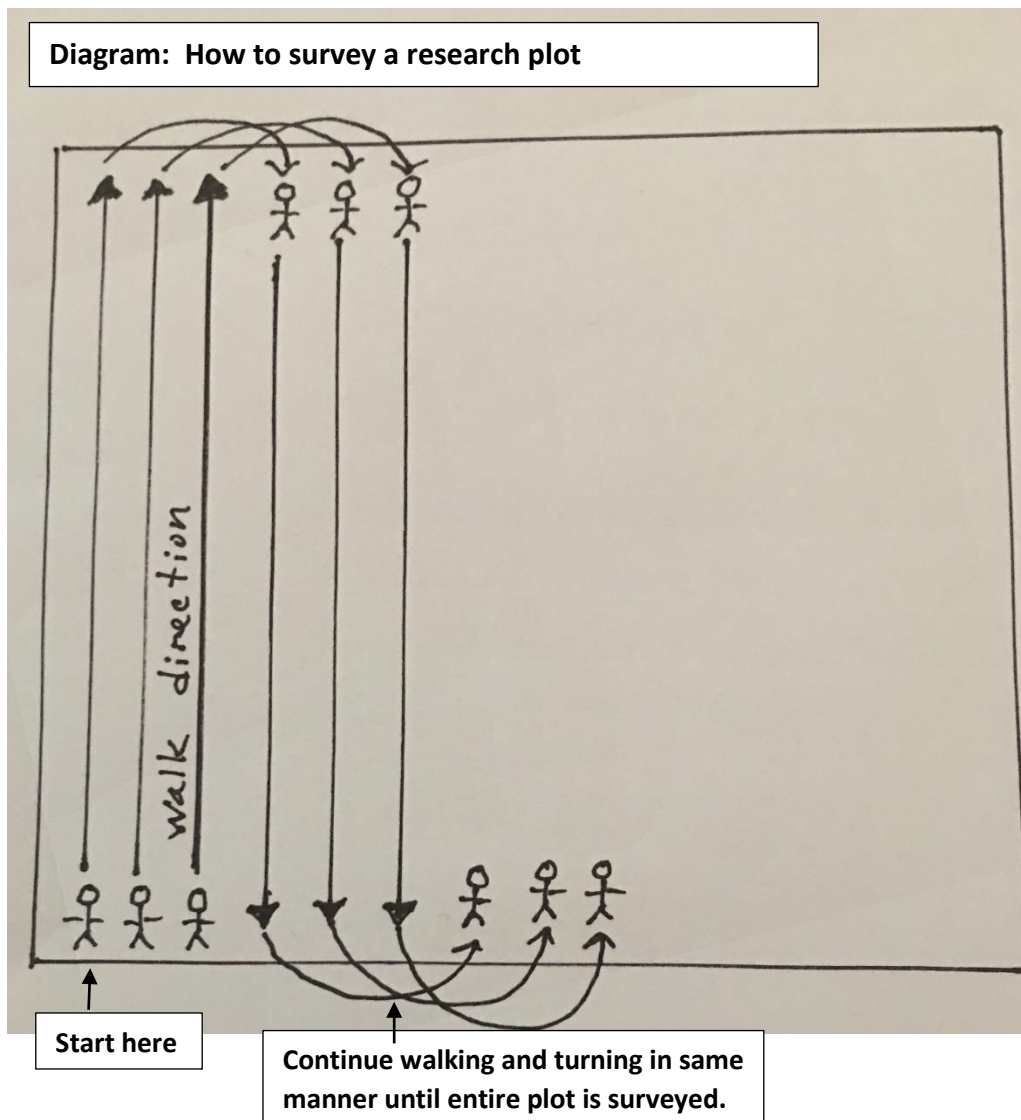 Diagram: How to survey a research plot
walk direction
Start here
Continue walking and turning in same
manner until entire plot is surveyed.